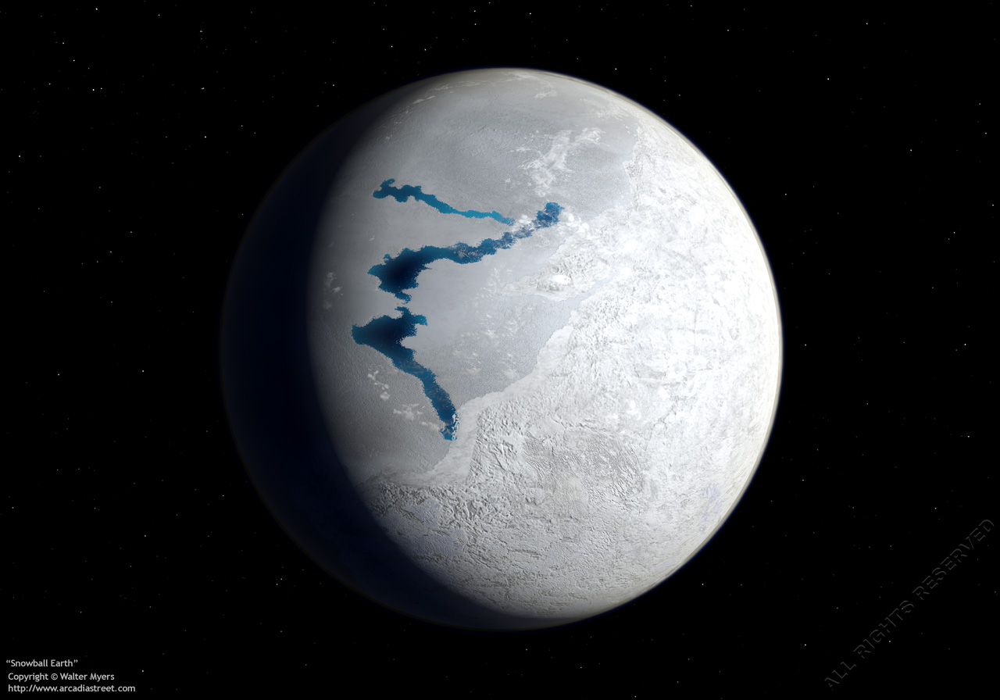 “Snowball Earth”
Copyright © Walter Myers
http://www.arcadiastreet.com
ALL RIGHTS RESERVED